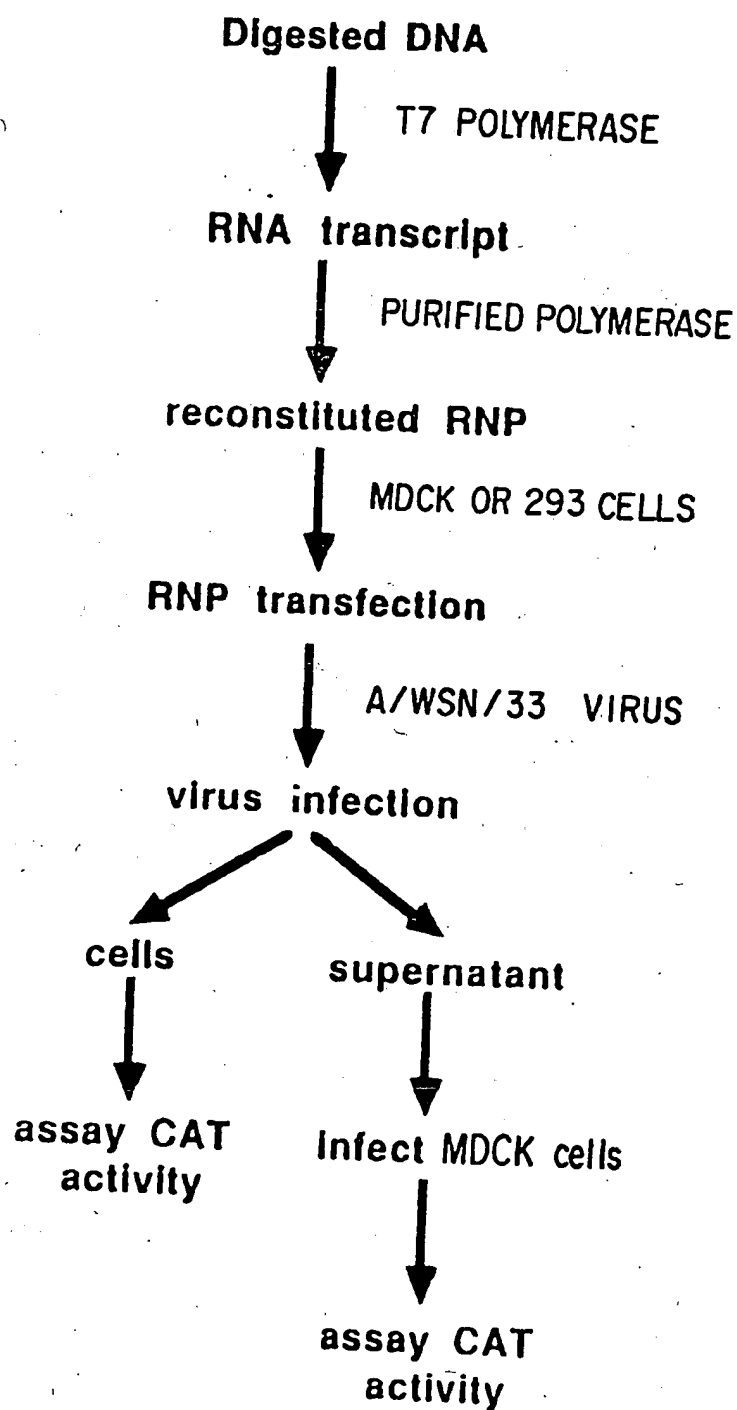 Digested DNA
T7 POLYMERASE
RNA transcript
PURIFIED POLYMERASE
reconstituted RNP
MDCK OR 293 CELLS
RNP transfection
A/WSN/33 VIRUS
virus infection
cells
supernatant
assay CAT
activity
Infect MDCK cells
assay CAT
activity